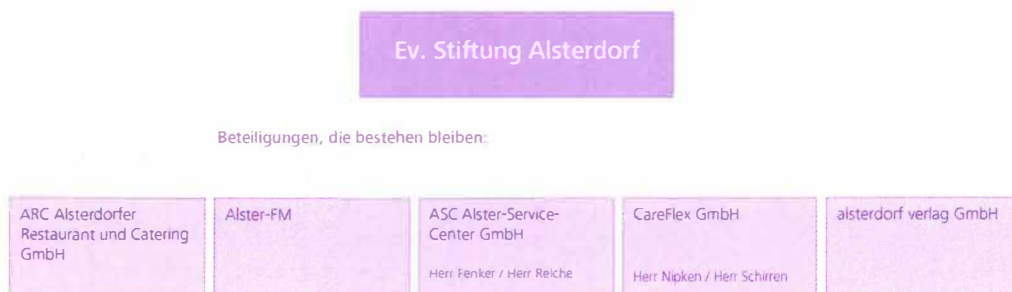 Ev. Stiftung Alsterdorf
Beteiligungen, die bestehen bleiben:
ARC Alsterdorfer
Restaurant und Catering
GmbH
Alster-FM
ASC Alster-Service-
Center GmbH
Herr Fenker / Herr Reiche
CareFlex GmbH
Herr Nipken / Herr Schirren
alsterdorf verlag GmbH